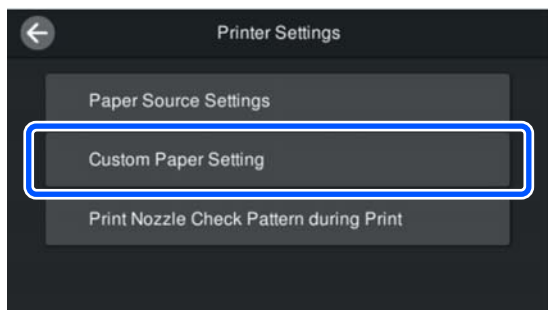 Printer Settings
Paper Source Settings
Custom Paper Setting
Print Nozzle Check Pattern during Print